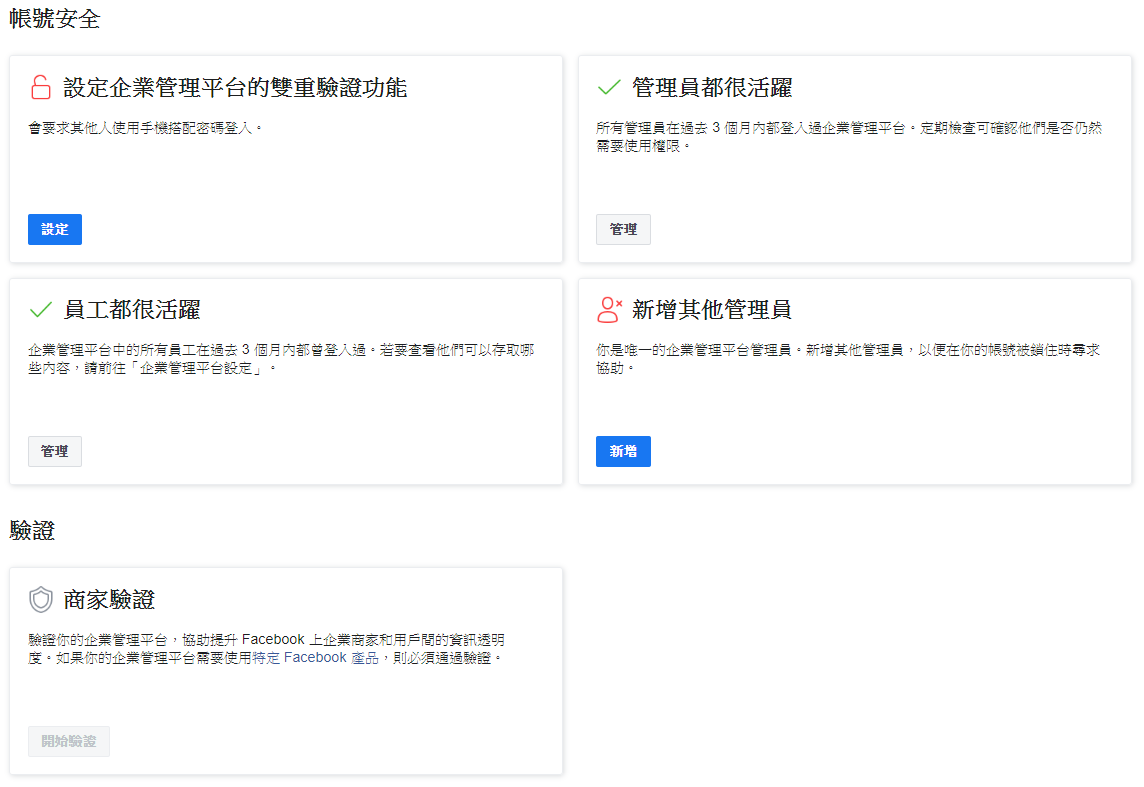 帳號安全
設定企業管理平台的雙重驗證功能
會要求其他人使用手機搭配密碼登入。
設定
管理員都很活躍
所有管理員在過去 3 個月內都登入過企業管理平台。定期檢查可確認他們是否仍然
需要使用權限。
管理
員工都很活躍
企業管理平台中的所有員工在過去 3 個月內都曾登入過。若要查看他們可以存取哪
些內容，請前往「企業管理平台設定」。
管理
新增其他管理員
你是唯一的企業管理平台管理員。新增其他管理員，以便在你的帳號被鎖住時尋求
協助。
新增
驗證
商家驗證
驗證你的企業管理平台，協助提升 Facebook 上企業商家和用戶間的資訊透明
度。如果你的企業管理平台需要使用特定 Facebook 產品，則必須通過驗證。
開始驗證